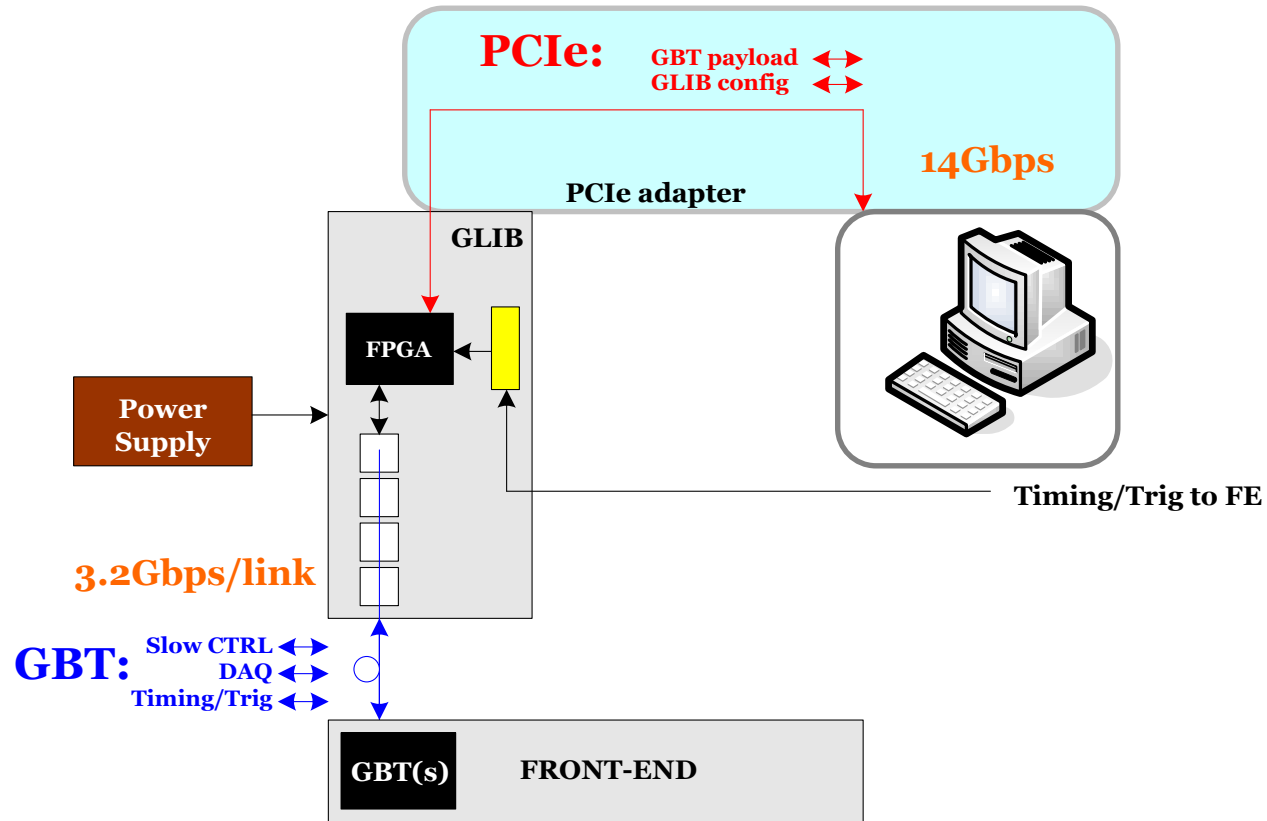 PCIe:
GBT payload
GLIB config
14Gbps
PCIe adapter
GLIB
FPGA
Power
Supply
Timing/Trig to FE
3.2Gbps/link
GBT:
Slow CTRL
DAQ
Timing/Trig
GBT(s)
FRONT-END